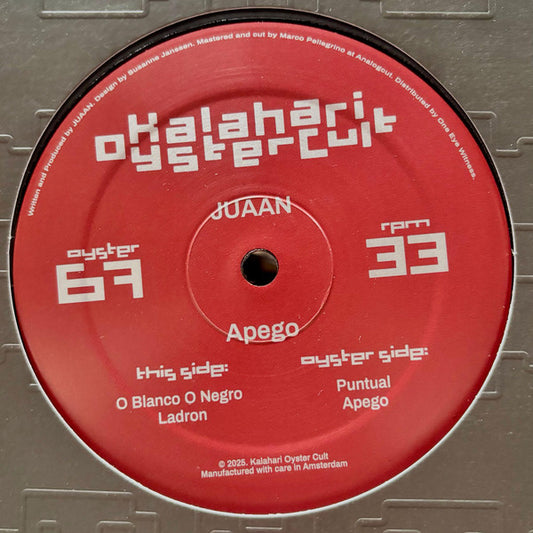 Written and Produced by JUAAN. Design by Susanne Janssen. Mastered and cut by Marco Pellegrino at Analogcut. Distributed by One Eye Witness.
Kalahari
oysterCult
JUAAN
oyster
67
rpm
33
Apego
this side:
O Blanco O Negro
Ladron
oyster side:
Puntual
Apego
© 2025. Kalahari Oyster Cult
Manufactured with care in Amsterdam